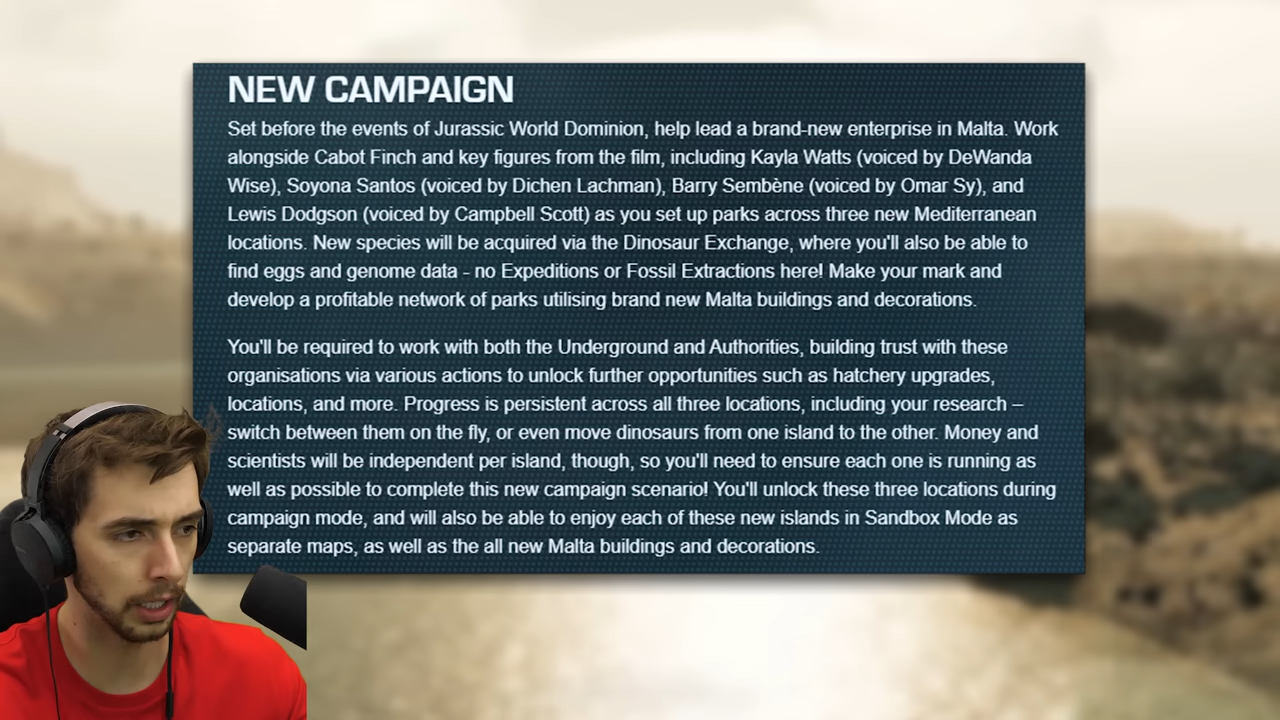 NEW CAMPAIGN
Set before the events of Jurassic World Dominion, help lead a brand-new enterprise in Malta. Work
alongside Cabot Finch and key figures from the film, including Kayla Watts (voiced by DeWanda
Wise), Soyona Santos (voiced by Dichen Lachman), Barry Sembène (voiced by Omar Sy), and
Lewis Dodgson (voiced by Campbell Scott) as you set up parks across three new Mediterranean
locations. New species will be acquired via the Dinosaur Exchange, where you'll also be able to
find eggs and genome data - no Expeditions or Fossil Extractions here! Make your mark and
develop a profitable network of parks utilising brand new Malta buildings and decorations.
You'll be required to work with both the Underground and Authorities, building trust with these
organisations via various actions to unlock further opportunities such as hatchery upgrades,
locations, and more. Progress is persistent across all three locations, including your research –
switch between them on the fly, or even move dinosaurs from one island to the other. Money and
scientists will be independent per island, though, so you'll need to ensure each one is running as
well as possible to complete this new campaign scenario! You'll unlock these three locations during
campaign mode, and will also be able to enjoy each of these new islands in Sandbox Mode as
separate maps, as well as the all new Malta buildings and decorations.